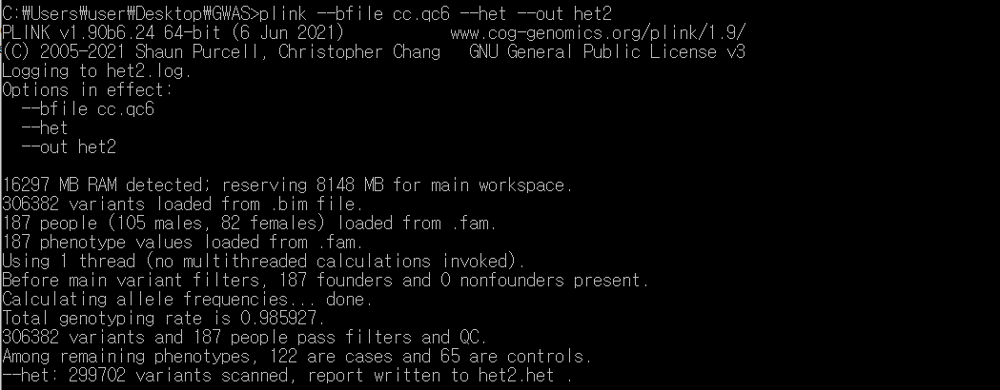 C:₩Users₩user₩Desktop₩GWAS>plink --bfile cc.qc6 --het --out het2
PLINK v1.90b6.24 64-bit (6 Jun 2021)           www.cog-genomics.org/plink/1.9/
(C) 2005-2021 Shaun Purcell, Christopher Chang   GNU General Public License v3
Logging to het2.log.
Options in effect:
  --bfile cc.qc6
  --het
  --out het2

16297 MB RAM detected; reserving 8148 MB for main workspace.
306382 variants loaded from .bim file.
187 people (105 males, 82 females) loaded from .fam.
187 phenotype values loaded from .fam.
Using 1 thread (no multithreaded calculations invoked).
Before main variant filters, 187 founders and 0 nonfounders present.
Calculating allele frequencies... done.
Total genotyping rate is 0.985927.
306382 variants and 187 people pass filters and QC.
Among remaining phenotypes, 122 are cases and 65 are controls.
--het: 299702 variants scanned, report written to het2.het .